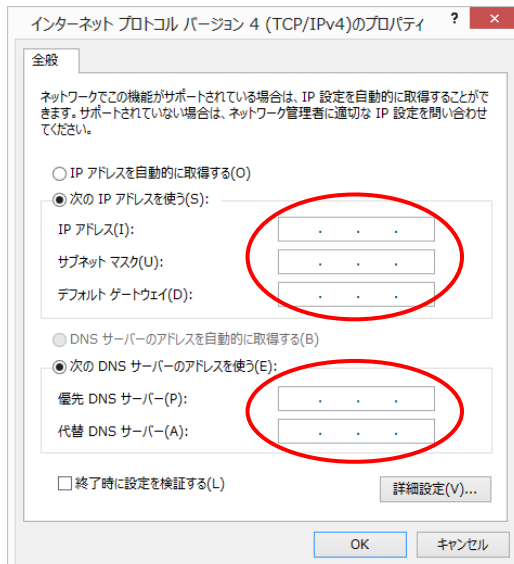 インターネット プロトコル バージョン 4 (TCP/IPv4)のプロパティ ? ×
全般
ネットワークでこの機能がサポートされている場合は、IP 設定を自動的に取得することがで
きます。サポートされていない場合は、ネットワーク管理者に適切な IP 設定を問い合わせ
てください。
IP アドレスを自動的に取得する(O)
次の IP アドレスを使う(S):
IP アドレス(I):
サブネット マスク(U):
デフォルト ゲートウェイ(D):
DNS サーバーのアドレスを自動的に取得する(B)
次の DNS サーバーのアドレスを使う(E):
優先 DNS サーバー(P):
代替 DNS サーバー(A):
終了時に設定を検証する(L)
詳細設定(V)...
OK キャンセル